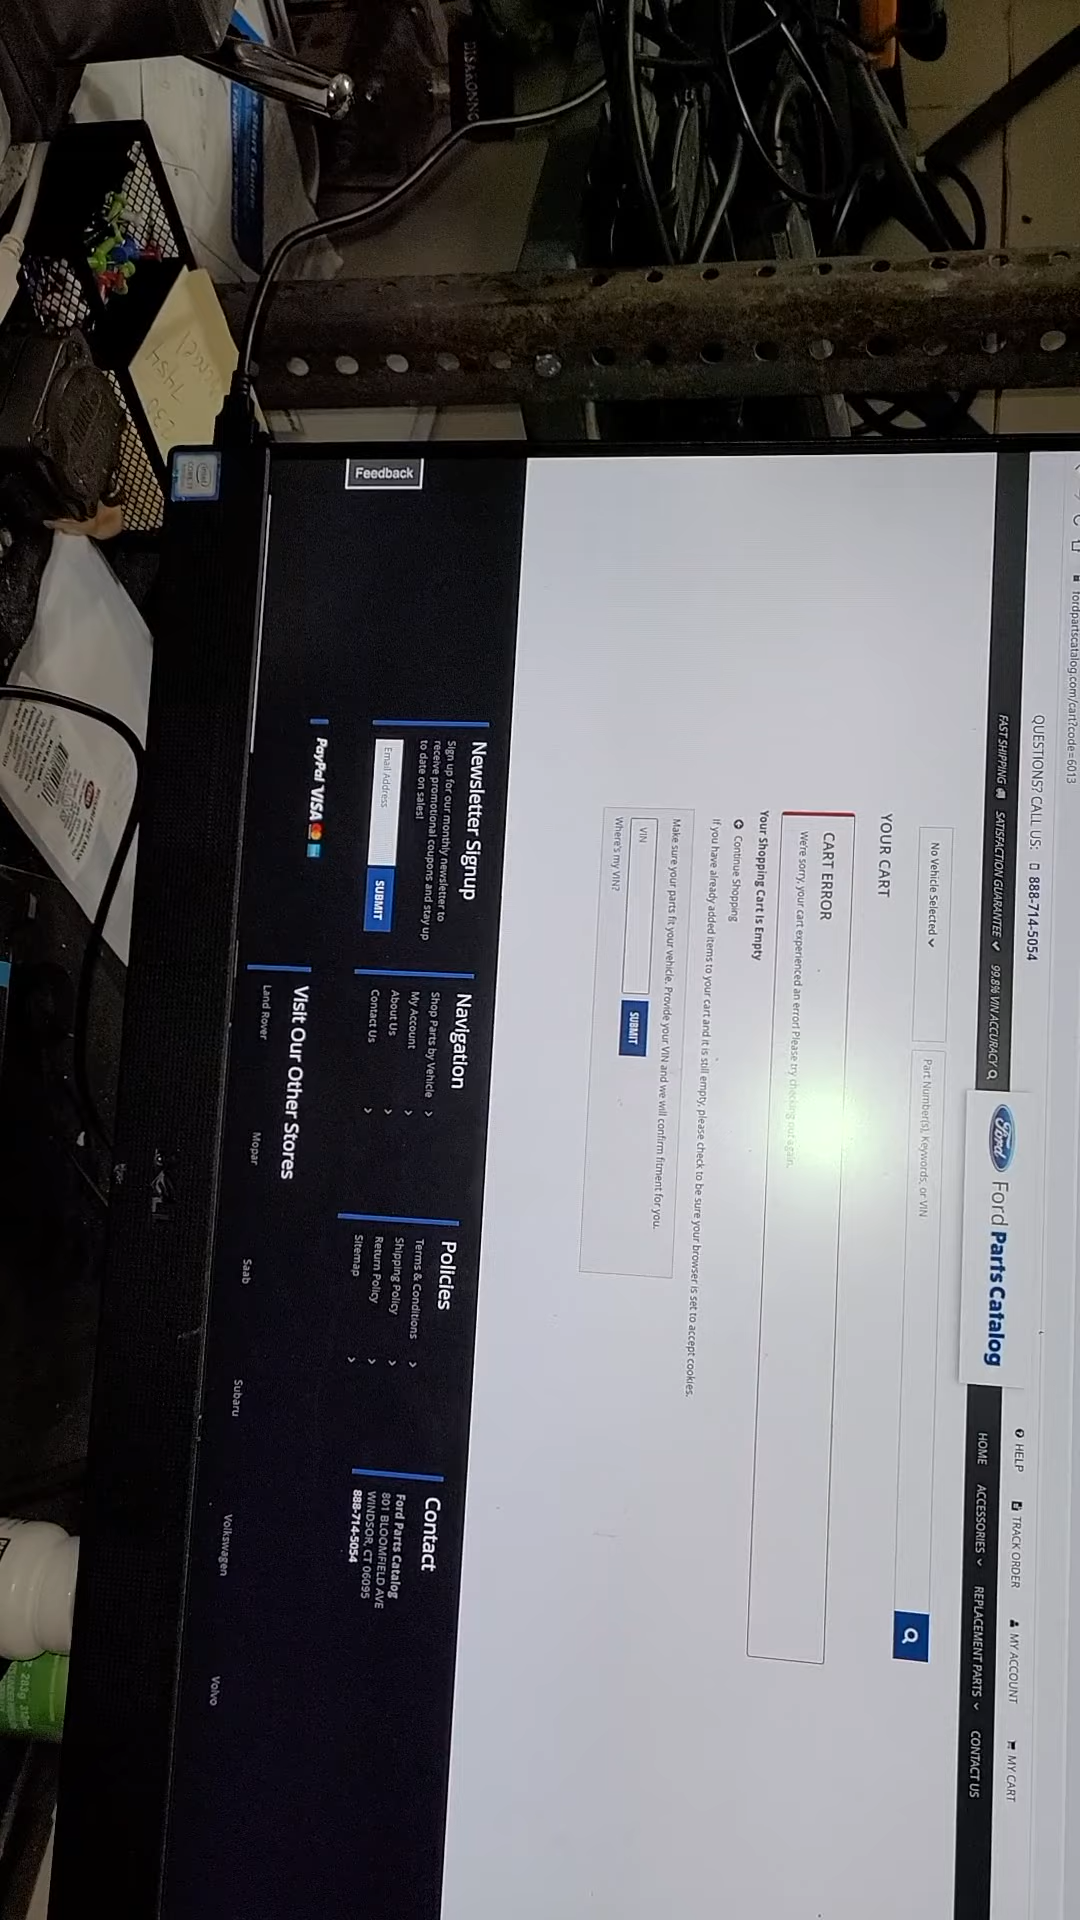 fordpartscatalog.com/cart?code=6013
QUESTIONS? CALL US: 888-714-5054
HELP TRACK ORDER MY ACCOUNT MY CART
FAST SHIPPING SATISFACTION GUARANTEE 99.8% VIN ACCURACY
Ford Ford Parts Catalog
HOME ACCESSORIES REPLACEMENT PARTS CONTACT US
No Vehicle Selected
Part Number(s), Keywords, or VIN
YOUR CART
CART ERROR
We're sorry, your cart experienced an error! Please try checking out again.
Your Shopping Cart Is Empty
Continue Shopping
If you have already added items to your cart and it is still empty, please check to be sure your browser is set to accept cookies.
Make sure your parts fit your vehicle. Provide your VIN and we will confirm fitment for you.
VIN
SUBMIT
Where's my VIN?
Newsletter Signup
Sign up for our monthly newsletter to
receive promotional coupons and stay up
to date on sales!
Email Address
SUBMIT
Navigation
Shop Parts by Vehicle
My Account
About Us
Contact Us
Policies
Terms & Conditions
Shipping Policy
Return Policy
Sitemap
Contact
Ford Parts Catalog
801 BLOOMFIELD AVE
WINDSOR, CT 06095
888-714-5054
PayPal VISA
Visit Our Other Stores
Land Rover
Mopar
Saab
Subaru
Volkswagen
Volvo
Feedback
intel
CORE i7
7454
283g